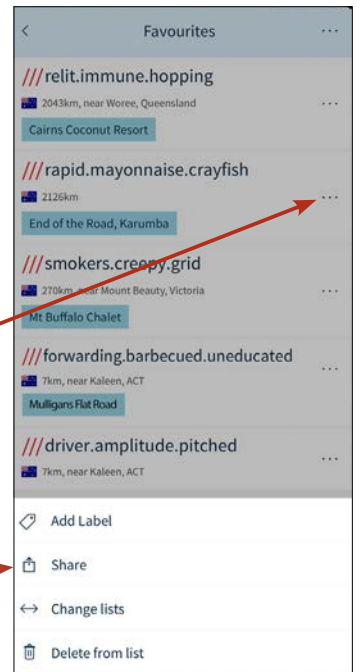 Favourites
///relit.immune.hopping
2043km, near Woree, Queensland
Cairns Coconut Resort
///rapid.mayonnaise.crayfish
2126km
End of the Road, Karumba
///smokers.creepy.grid
270km, near Mount Beauty, Victoria
Mt Buffalo Chalet
///forwarding.barbecued.uneducated
7km, near Kaleen, ACT
Mulligans Flat Road
///driver.amplitude.pitched
7km, near Kaleen, ACT
Add Label
Share
Change lists
Delete from list